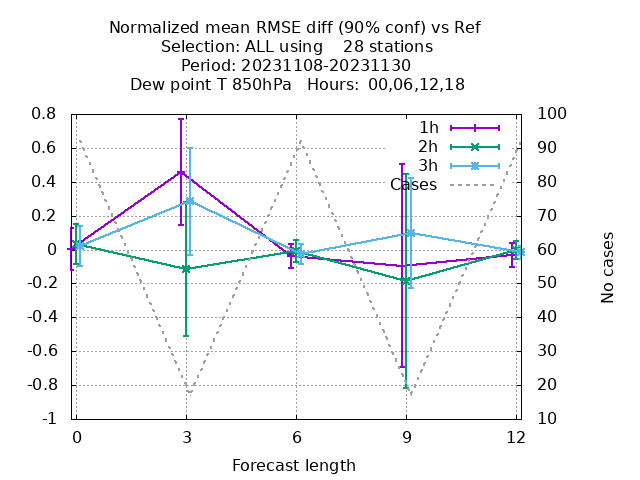 Normalized mean RMSE diff (90% conf) vs Ref
Selection: ALL using    28 stations
Period: 20231108-20231130
Dew point T 850hPa   Hours:  00,06,12,18
0.8
0.6
0.4
0.2
0
-0.2
-0.4
-0.6
-0.8
-1
100
90
80
70
60
50
40
30
20
10
1h
2h
3h
Cases
No cases
0
3
6
9
12
Forecast length